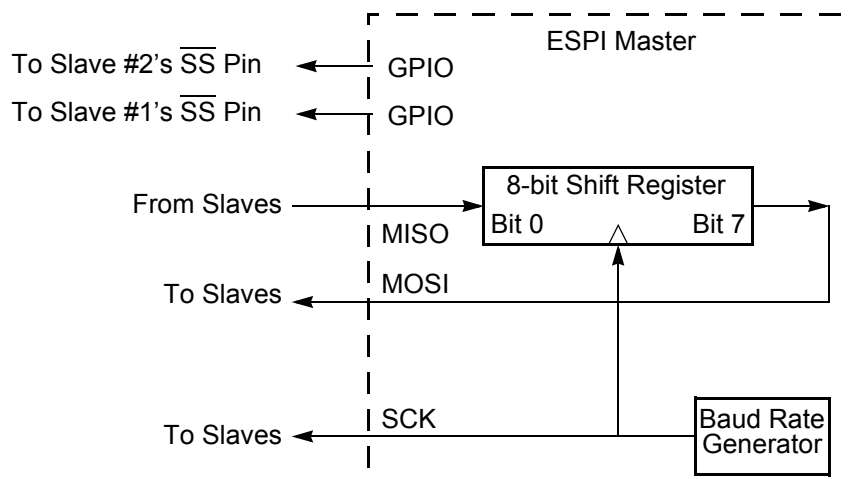 ESPI Master
To Slave #2’s SS Pin
GPIO
To Slave #1’s SS Pin
GPIO
8-bit Shift Register
From Slaves
Bit 0
Bit 7
MISO
To Slaves
MOSI
To Slaves
SCK
Baud Rate
Generator